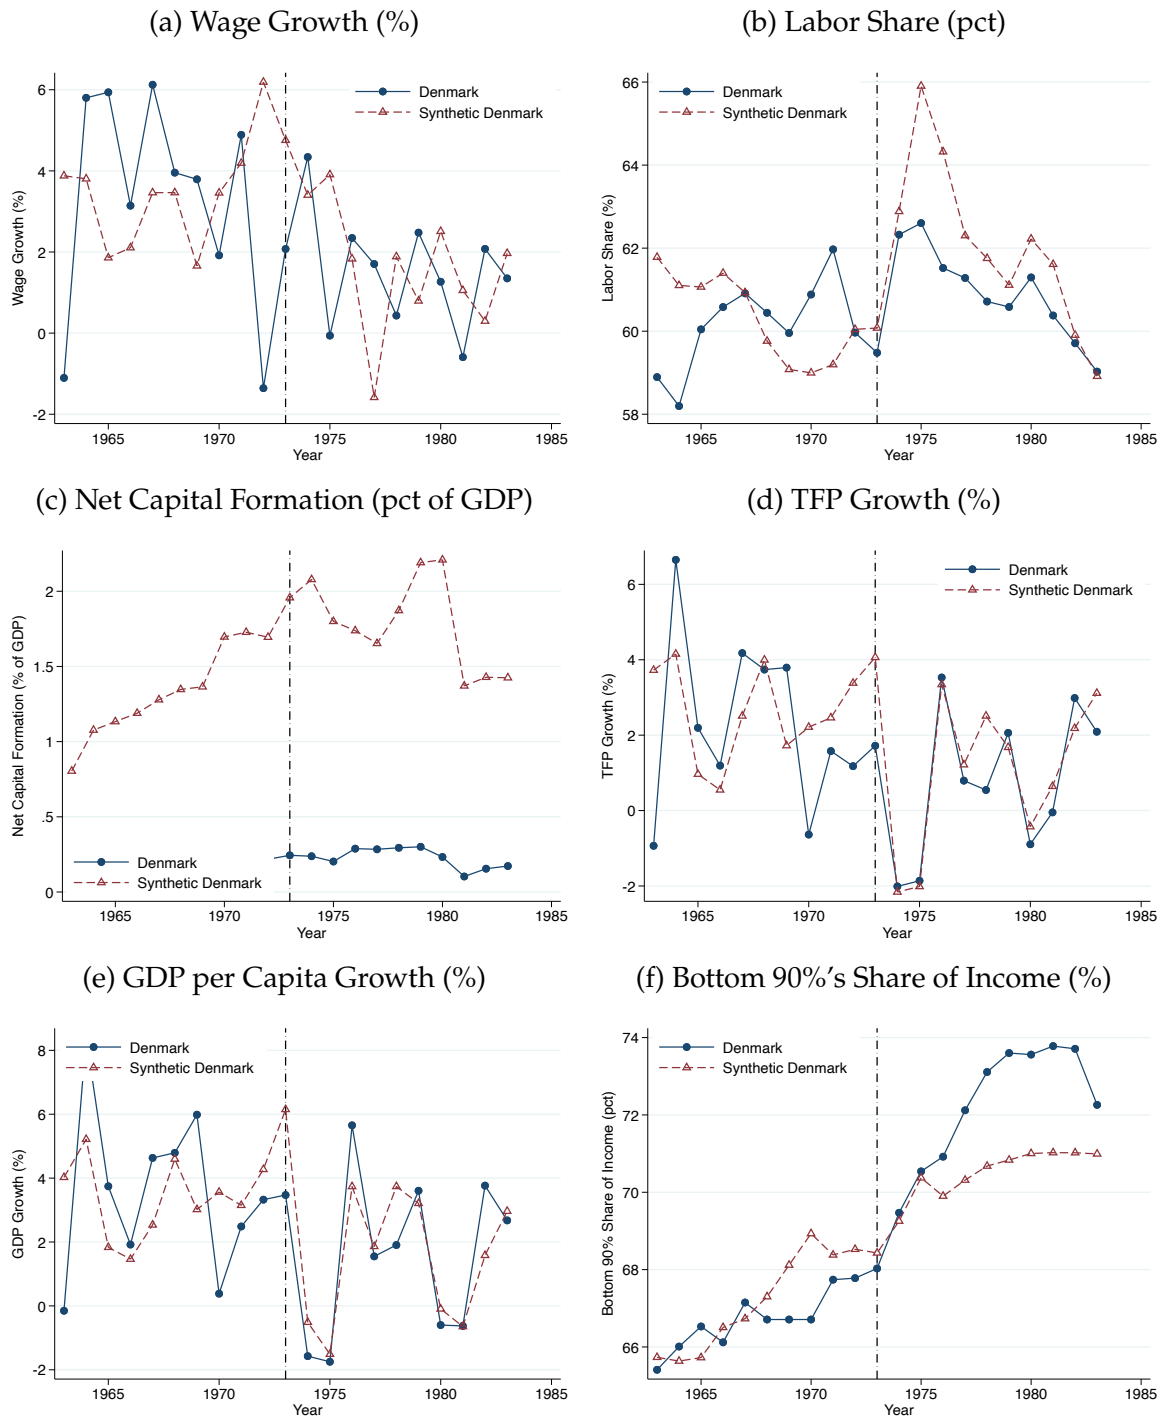 (a) Wage Growth (%)
Denmark
Synthetic Denmark
Wage Growth (%)
6
4
2
0
-2
1965 1970 1975 1980 1985
Year
(b) Labor Share (pct)
Denmark
Synthetic Denmark
Labor Share (%)
66
64
62
60
58
1965 1970 1975 1980 1985
Year
(c) Net Capital Formation (pct of GDP)
Net Capital Formation (% of GDP)
2
1.5
1
.5
0
Denmark
Synthetic Denmark
1965 1970 1975 1980 1985
Year
(d) TFP Growth (%)
Denmark
Synthetic Denmark
TFP Growth (%)
6
4
2
0
-2
1965 1970 1975 1980 1985
Year
(e) GDP per Capita Growth (%)
Denmark
Synthetic Denmark
GDP Growth (%)
8
6
4
2
0
-2
1965 1970 1975 1980 1985
Year
(f) Bottom 90%'s Share of Income (%)
Denmark
Synthetic Denmark
Bottom 90% Share of Income (pct)
74
72
70
68
66
1965 1970 1975 1980 1985
Year